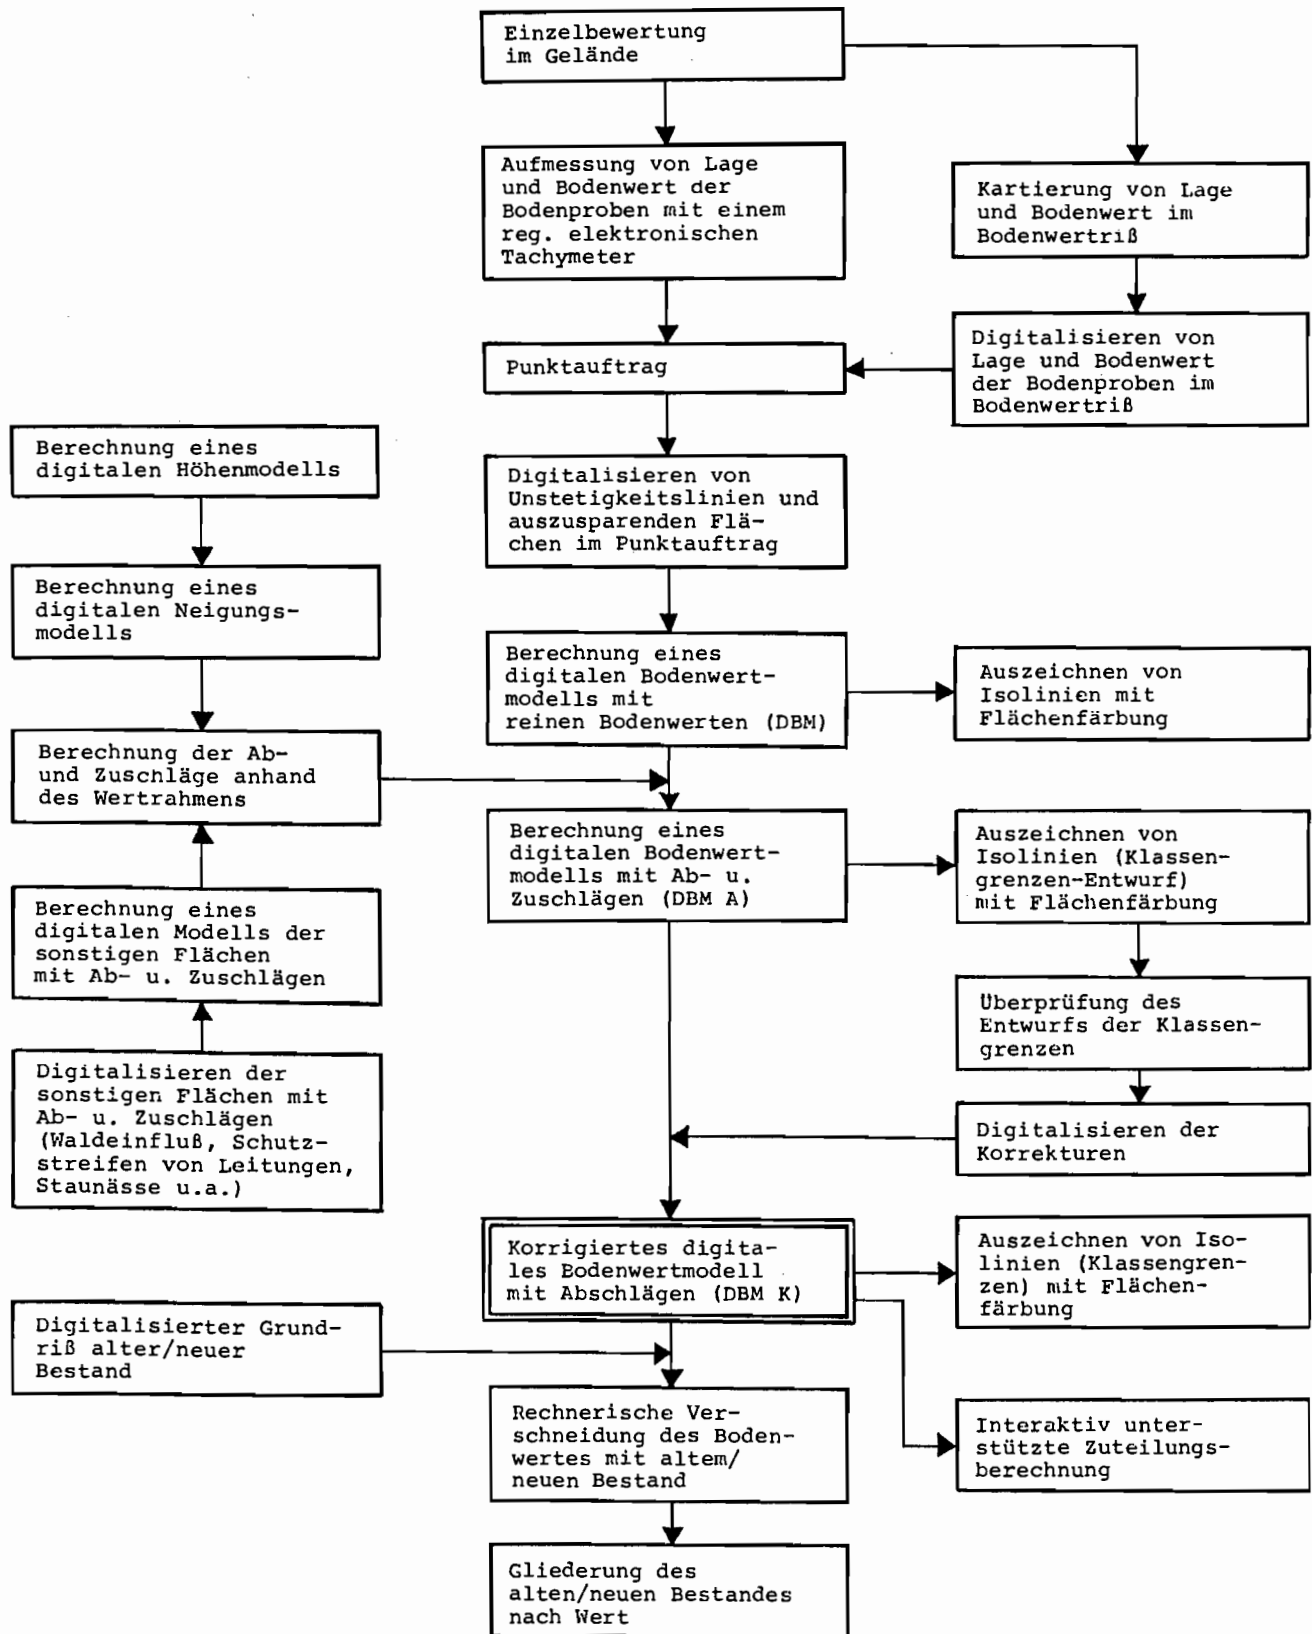 Einzelbewertung
im Gelände
Aufmessung von Lage
und Bodenwert der
Bodenproben mit einem
reg. elektronischen
Tachymeter
Kartierung von Lage
und Bodenwert im
Bodenwertriß
Punktauftrag
Digitalisieren von
Lage und Bodenwert
der Bodenproben im
Bodenwertriß
Berechnung eines
digitalen Höhenmodells
Digitalisieren von
Unstetigkeitslinien und
auszusparenden Flä-
chen im Punktauftrag
Berechnung eines
digitalen Neigungs-
modells
Berechnung eines
digitalen Bodenwert-
modells mit
reinen Bodenwerten (DBM)
Auszeichnen von
Isolinien mit
Flächenfärbung
Berechnung der Ab-
und Zuschläge anhand
des Wertrahmens
Berechnung eines
digitalen Bodenwert-
modells mit Ab- u.
Zuschlägen (DBM A)
Auszeichnen von
Isolinien (Klassen-
grenzen-Entwurf)
mit Flächenfärbung
Berechnung eines
digitalen Modells der
sonstigen Flächen
mit Ab- u. Zuschlägen
Überprüfung des
Entwurfs der Klassen-
grenzen
Digitalisieren der
sonstigen Flächen mit
Ab- u. Zuschlägen
(Waldeinfluß, Schutz-
streifen von Leitungen,
Staunässe u.a.)
Digitalisieren der
Korrekturen
Korrigiertes digita-
les Bodenwertmodell
mit Abschlägen (DBM K)
Auszeichnen von Iso-
linien (Klassengren-
zen) mit Flächen-
färbung
Digitalisierter Grund-
riß alter/neuer
Bestand
Rechnerische Ver-
schneidung des Boden-
wertes mit altem/
neuen Bestand
Interaktiv unter-
stützte Zuteilungs-
berechnung
Gliederung des
alten/neuen Bestandes
nach Wert